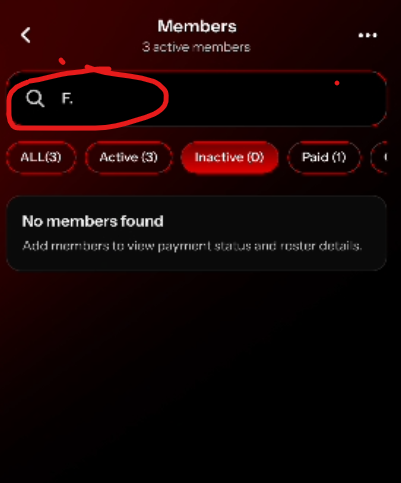 Members
3 active members
F.
ALL(3) Active (3) Inactive (0) Paid (1)
No members found
Add members to view payment status and roster details.